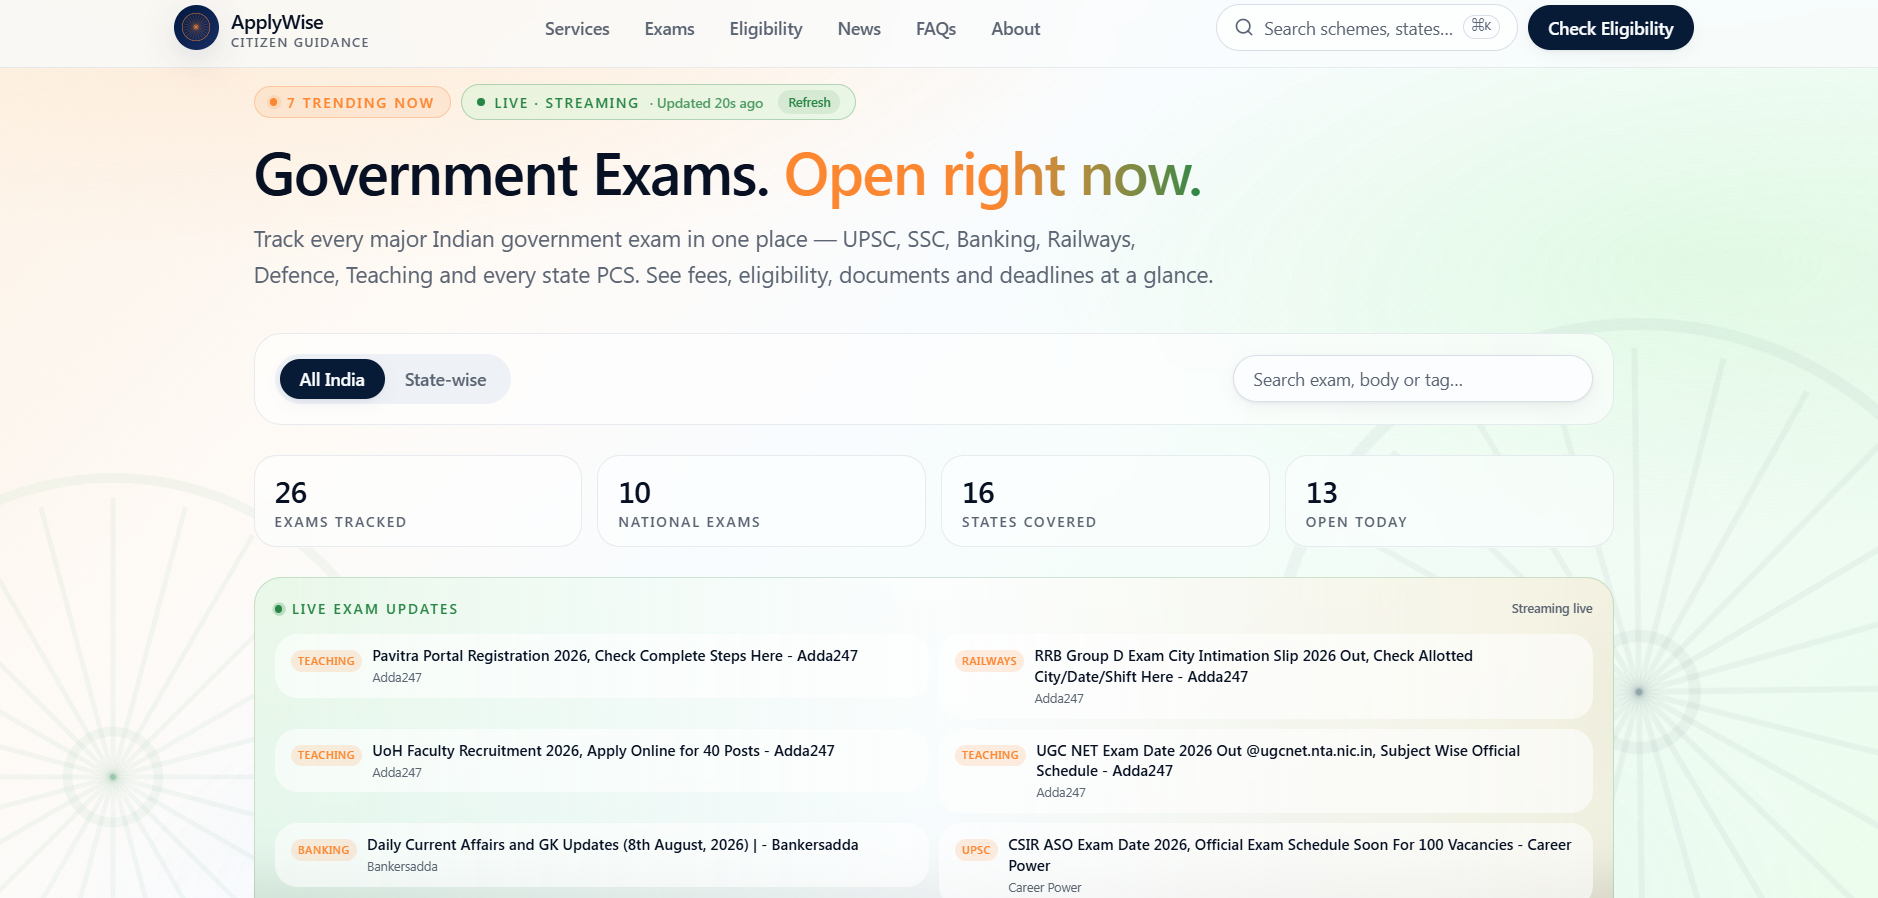 ApplyWise
CITIZEN GUIDANCE
Services
Exams
Eligibility
News
FAQs
About
Search schemes, states...
⌘K
Check Eligibility
7 TRENDING NOW
LIVE · STREAMING · Updated 20s ago
Refresh
Government Exams. Open right now.
Track every major Indian government exam in one place — UPSC, SSC, Banking, Railways,
Defence, Teaching and every state PCS. See fees, eligibility, documents and deadlines at a glance.
All India
State-wise
Search exam, body or tag...
26
EXAMS TRACKED
10
NATIONAL EXAMS
16
STATES COVERED
13
OPEN TODAY
LIVE EXAM UPDATES
Streaming live
TEACHING
Pavitra Portal Registration 2026, Check Complete Steps Here - Adda247
Adda247
RAILWAYS
RRB Group D Exam City Intimation Slip 2026 Out, Check Allotted
City/Date/Shift Here - Adda247
Adda247
TEACHING
UoH Faculty Recruitment 2026, Apply Online for 40 Posts - Adda247
Adda247
TEACHING
UGC NET Exam Date 2026 Out @ugcnet.nta.nic.in, Subject Wise Official
Schedule - Adda247
Adda247
BANKING
Daily Current Affairs and GK Updates (8th August, 2026) | - Bankersadda
Bankersadda
UPSC
CSIR ASO Exam Date 2026, Official Exam Schedule Soon For 100 Vacancies - Career
Power
Career Power